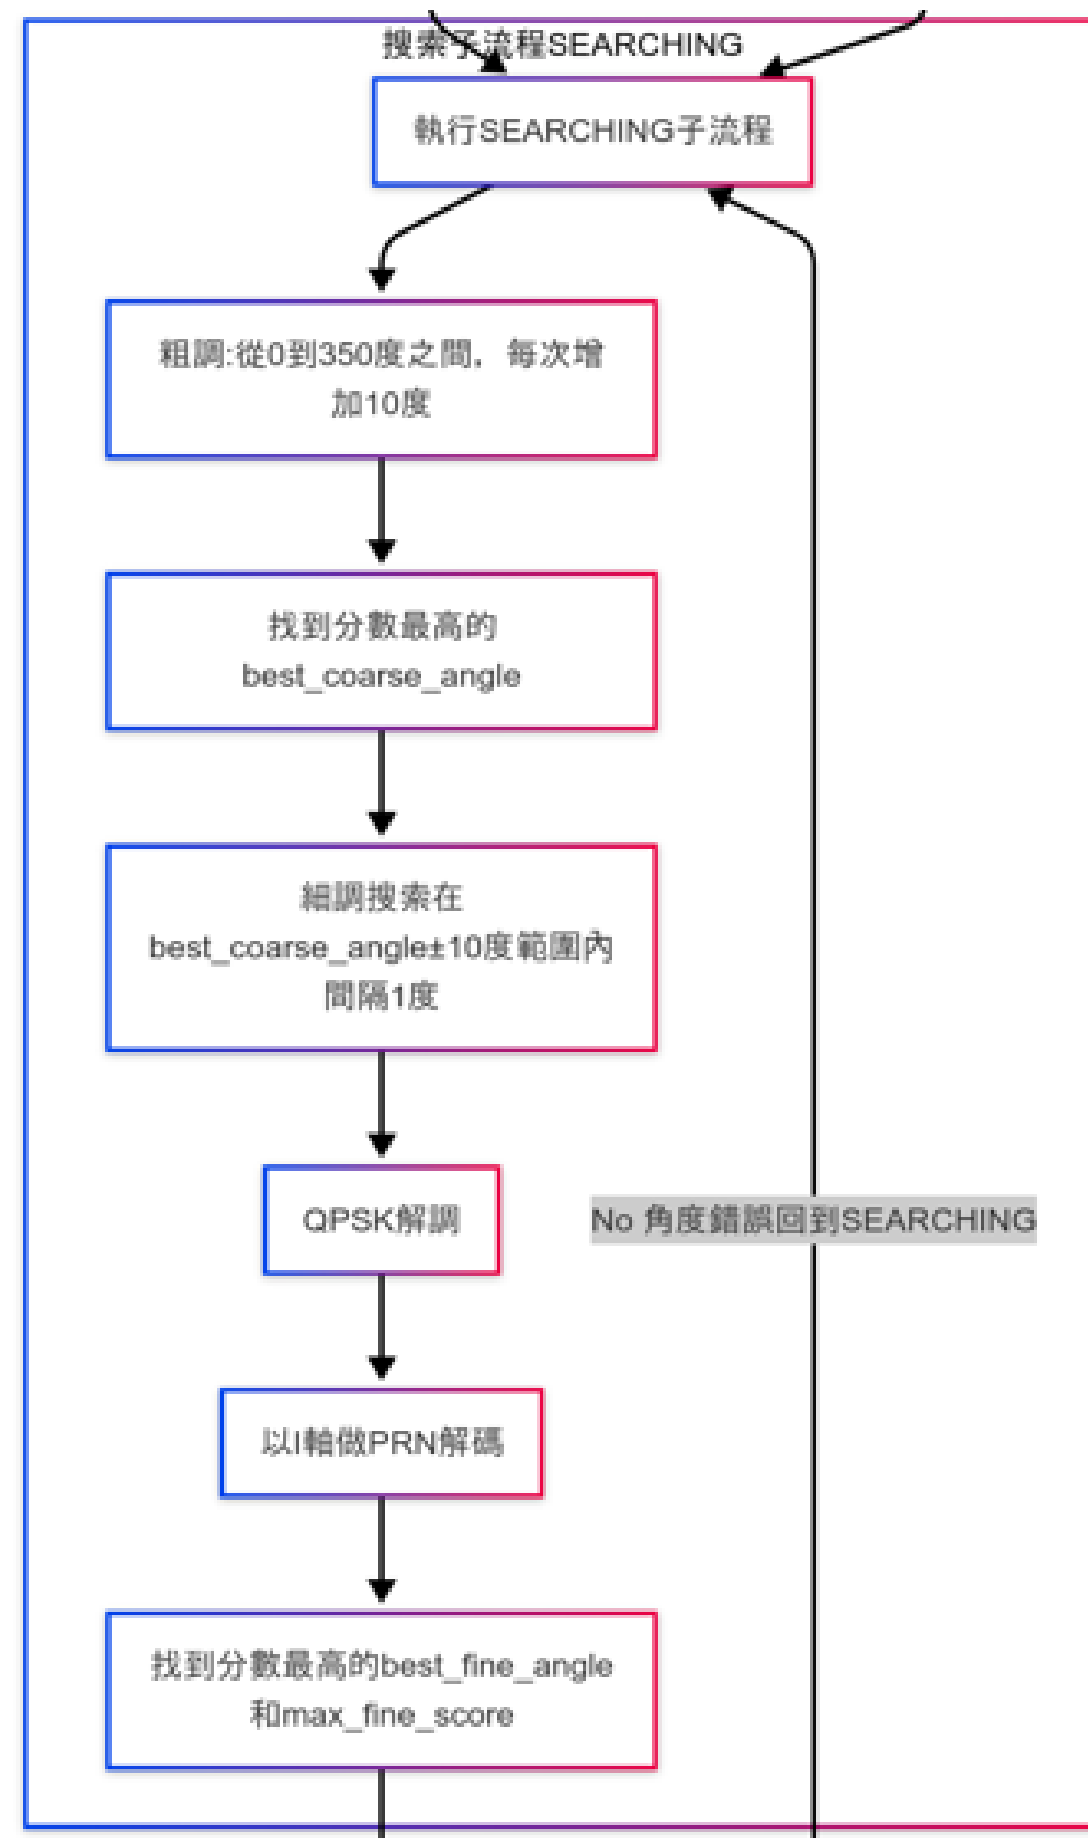 搜索子流程SEARCHING
執行SEARCHING子流程
粗調:從0到350度之間，每次增
加10度
找到分數最高的
best_coarse_angle
細調搜索在
best_coarse_angle±10度範圍內
間隔1度
QPSK解調
No 角度錯誤回到SEARCHING
以I軸做PRN解碼
找到分數最高的best_fine_angle
和max_fine_score